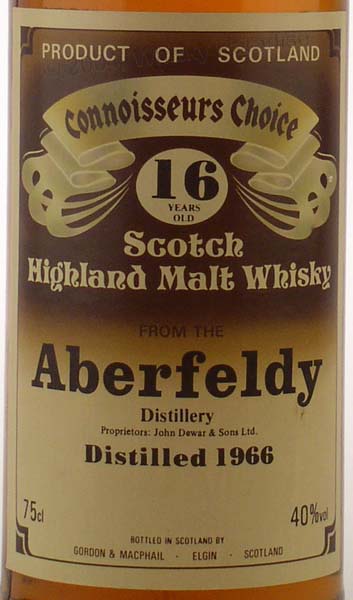 PRODUCT OF SCOTLAND
Connoisseurs Choice
16
YEARS
OLD
Scotch
Highland Malt Whisky
FROM THE
Aberfeldy
Distillery
Proprietors: John Dewar & Sons Ltd.
Distilled 1966
75cl 40%vol
BOTTLED IN SCOTLAND BY
GORDON & MACPHAIL · ELGIN · SCOTLAND